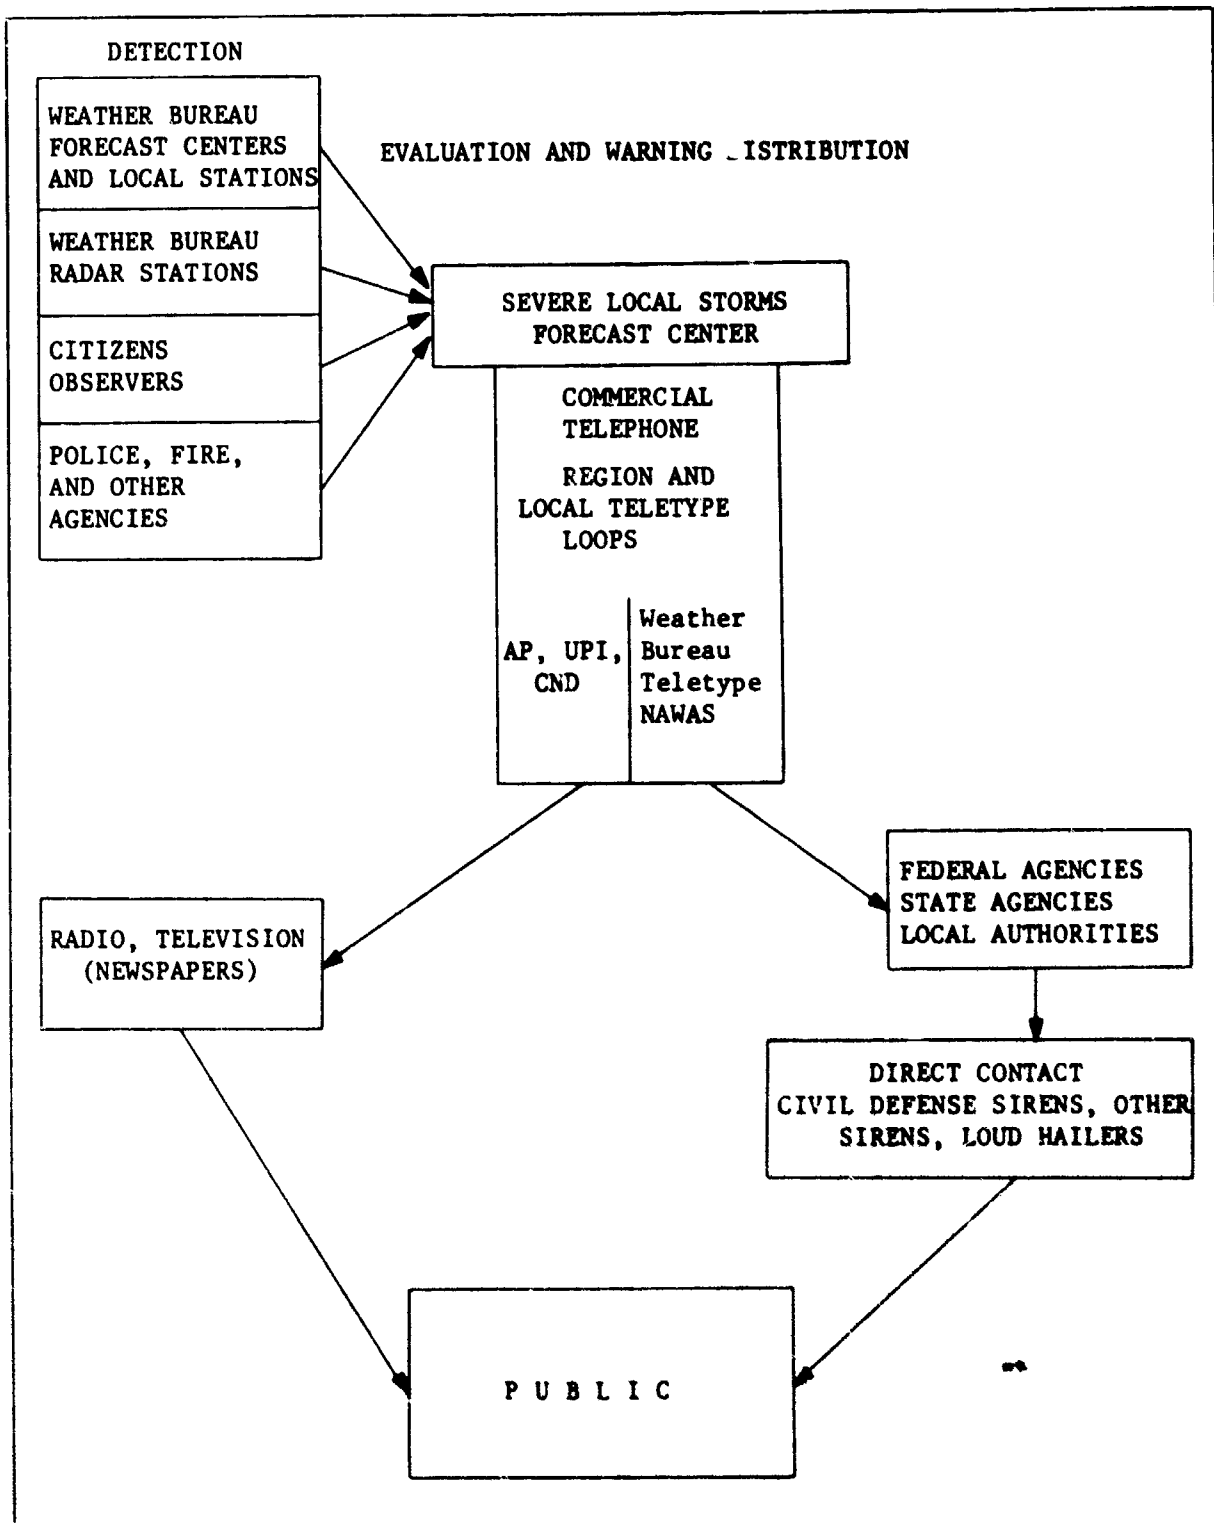 DETECTION
WEATHER BUREAU
FORECAST CENTERS
AND LOCAL STATIONS
WEATHER BUREAU
RADAR STATIONS
CITIZENS
OBSERVERS
POLICE, FIRE,
AND OTHER
AGENCIES
EVALUATION AND WARNING ISTRIBUTION
SEVERE LOCAL STORMS
FORECAST CENTER
COMMERCIAL
TELEPHONE
REGION AND
LOCAL TELETYPE
LOOPS
AP, UPI,
CND
Weather
Bureau
Teletype
NAWAS
RADIO, TELEVISION
(NEWSPAPERS)
FEDERAL AGENCIES
STATE AGENCIES
LOCAL AUTHORITIES
DIRECT CONTACT
CIVIL DEFENSE SIRENS, OTHER
SIRENS, LOUD HAILERS
P U B L I C